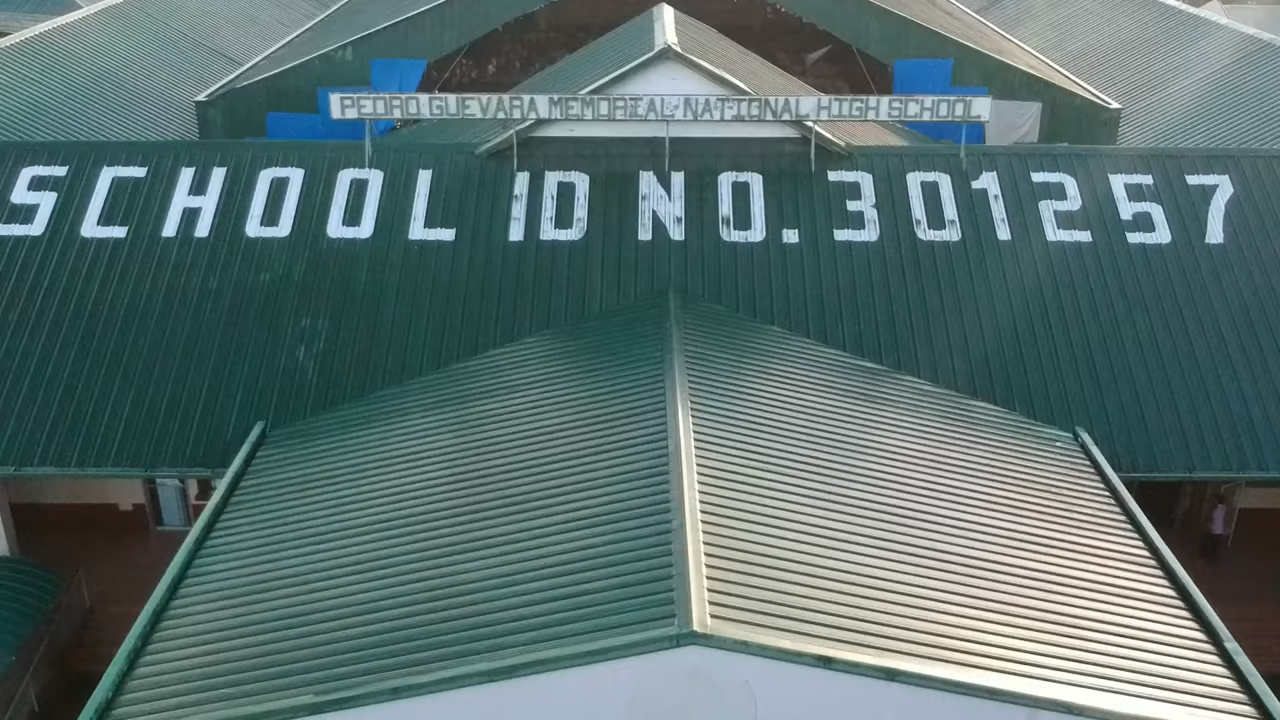 PEDRO GUEVARA MEMORIAL NATIONAL HIGH SCHOOL
SCHOOL ID NO. 301257